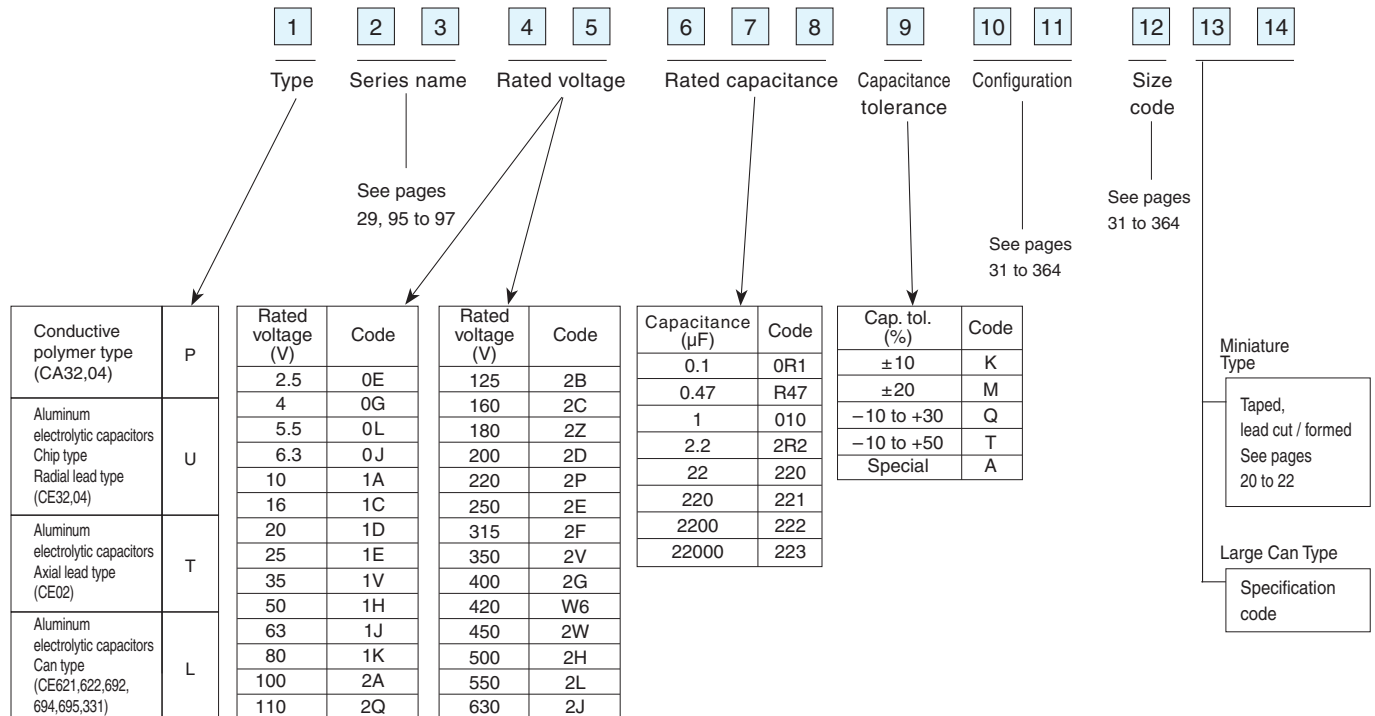 1 2 3 4 5 6 7 8 9 10 11 12 13 14
Type Series name Rated voltage Rated capacitance Capacitance tolerance Configuration Size code
See pages
29, 95 to 97
See pages
31 to 364
See pages
31 to 364
Conductive
polymer type
(CA32,04)
P
Aluminum
electrolytic capacitors
Chip type
Radial lead type
(CE32,04)
U
Aluminum
electrolytic capacitors
Axial lead type
(CE02)
T
Aluminum
electrolytic capacitors
Can type
(CE621,622,692,
694,695,331)
L
Rated voltage (V) Code
2.5 0E
4 0G
5.5 0L
6.3 0J
10 1A
16 1C
20 1D
25 1E
35 1V
50 1H
63 1J
80 1K
100 2A
110 2Q
Rated voltage (V) Code
125 2B
160 2C
180 2Z
200 2D
220 2P
250 2E
315 2F
350 2V
400 2G
420 W6
450 2W
500 2H
550 2L
630 2J
Capacitance (µF) Code
0.1 0R1
0.47 R47
1 010
2.2 2R2
22 220
220 221
2200 222
22000 223
Cap. tol. (%) Code
±10 K
±20 M
−10 to +30 Q
−10 to +50 T
Special A
Miniature
Type
Taped,
lead cut / formed
See pages
20 to 22
Large Can Type
Specification
code